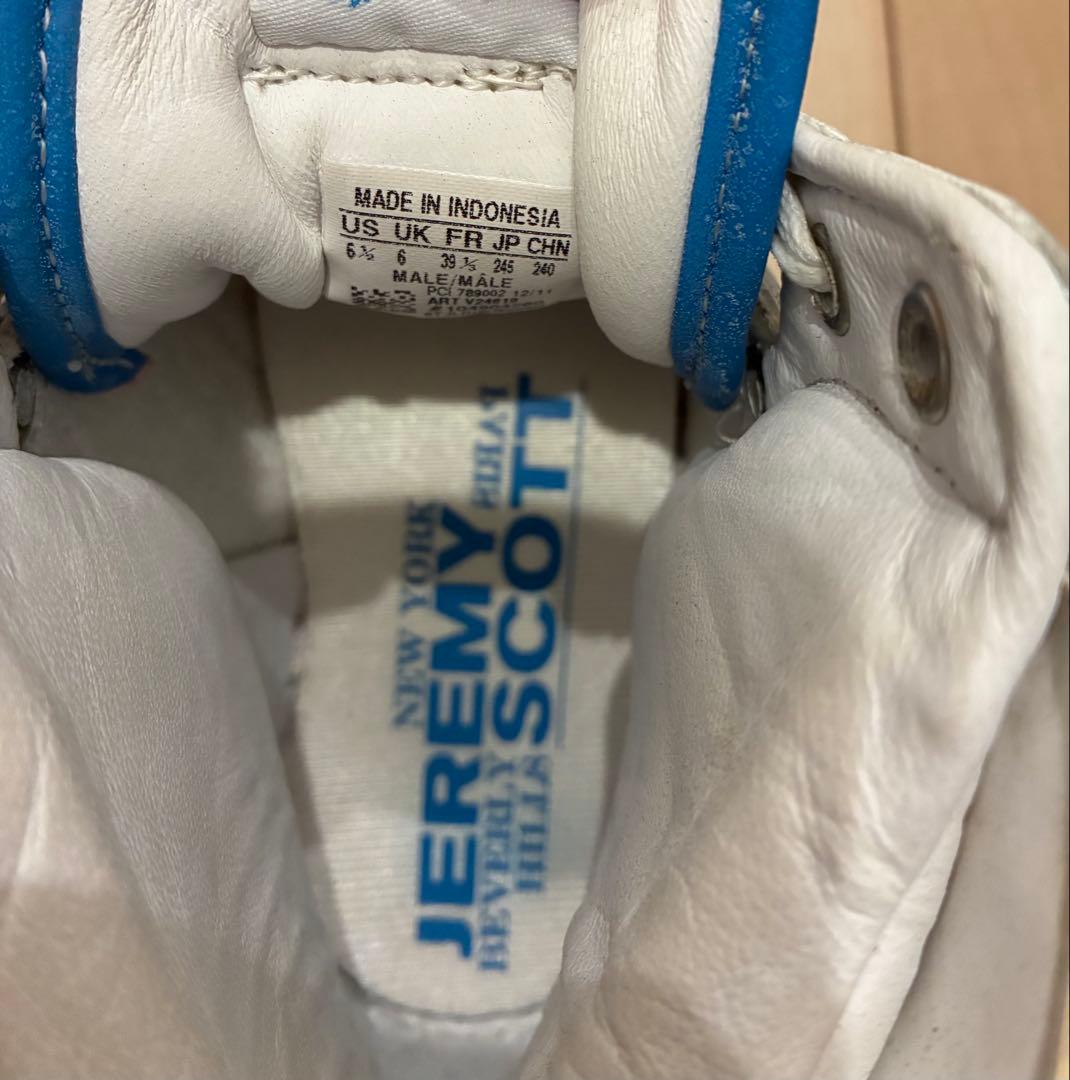 MADE IN INDONESIA
US UK FR JP CHN
6½ 6 39⅓ 245 240
MALE/MÂLE
PCI 789002 12/11
ART V24619
PARIS
SCOTT
JEREMY
NEW YORK
BEVERLY
HILLS